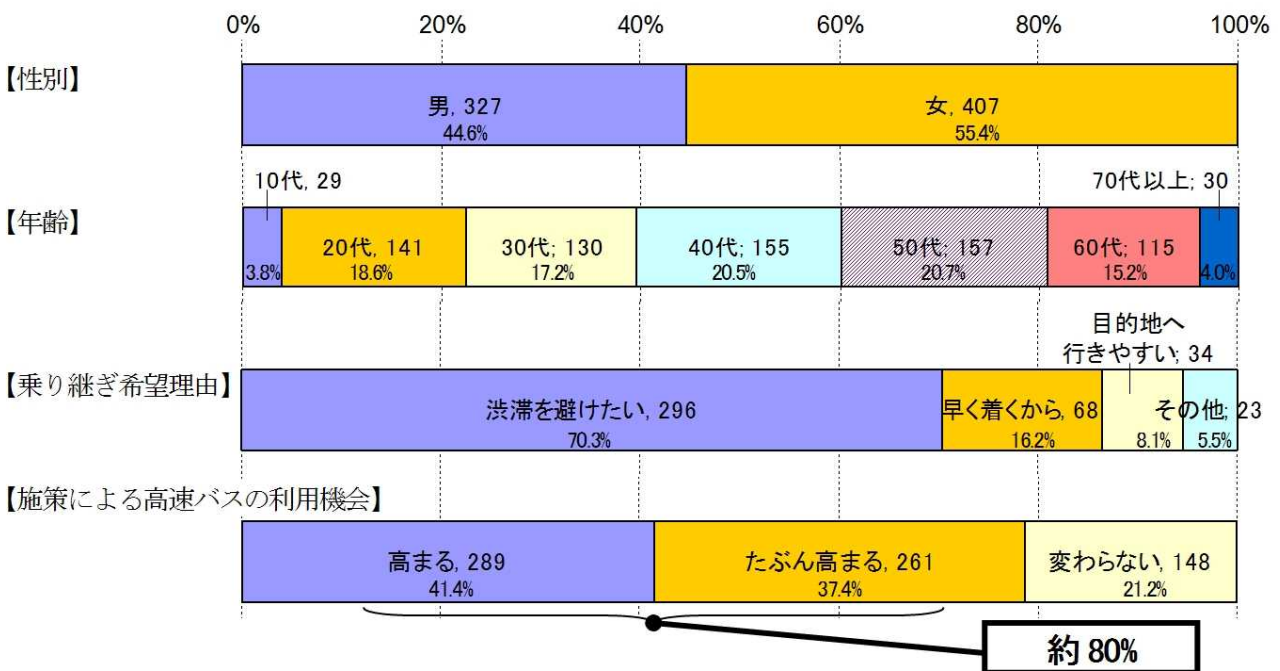 0% 20% 40% 60% 80% 100%
【性別】
男, 327
44.6%
女, 407
55.4%
10代, 29
70代以上; 30
【年齢】
3.8%
20代, 141
18.6%
30代; 130
17.2%
40代; 155
20.5%
50代; 157
20.7%
60代; 115
15.2%
4.0%
目的地へ
行きやすい; 34
【乗り継ぎ希望理由】
渋滞を避けたい, 296
70.3%
早く着くから, 68
16.2%
8.1%
その他; 23
5.5%
【施策による高速バスの利用機会】
高まる, 289
41.4%
たぶん高まる, 261
37.4%
変わらない, 148
21.2%
約80%